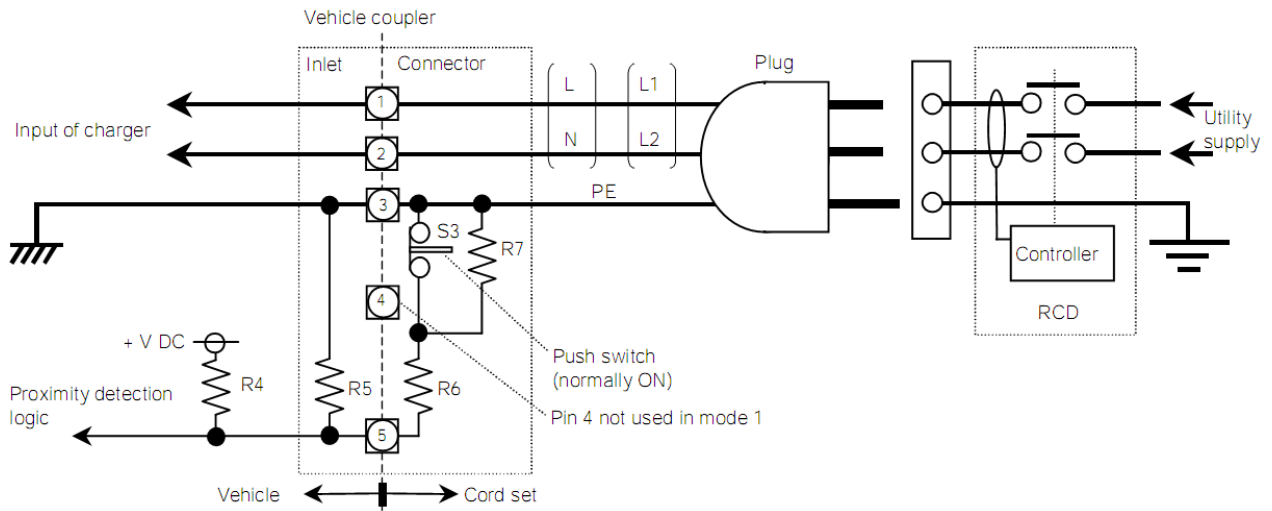 Vehicle coupler
Inlet
Connector
Plug
1
L
L1
Input of charger
Utility
supply
2
N
L2
3
PE
S3
R7
Controller
4
RCD
+ V DC
Push switch
(normally ON)
R4
R5
R6
Proximity detection
logic
Pin 4 not used in mode 1
5
Vehicle
Cord set